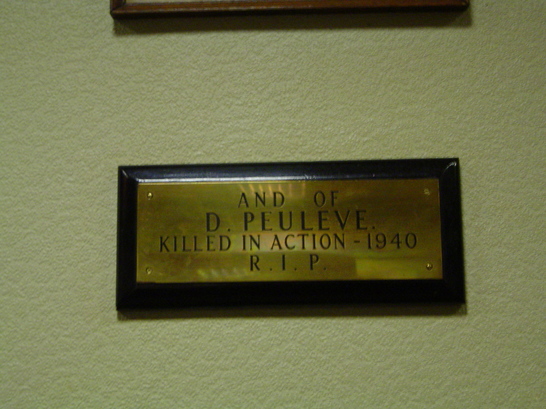 AND OF
D. PEULEVE.
KILLED IN ACTION - 1940
R. I. P.